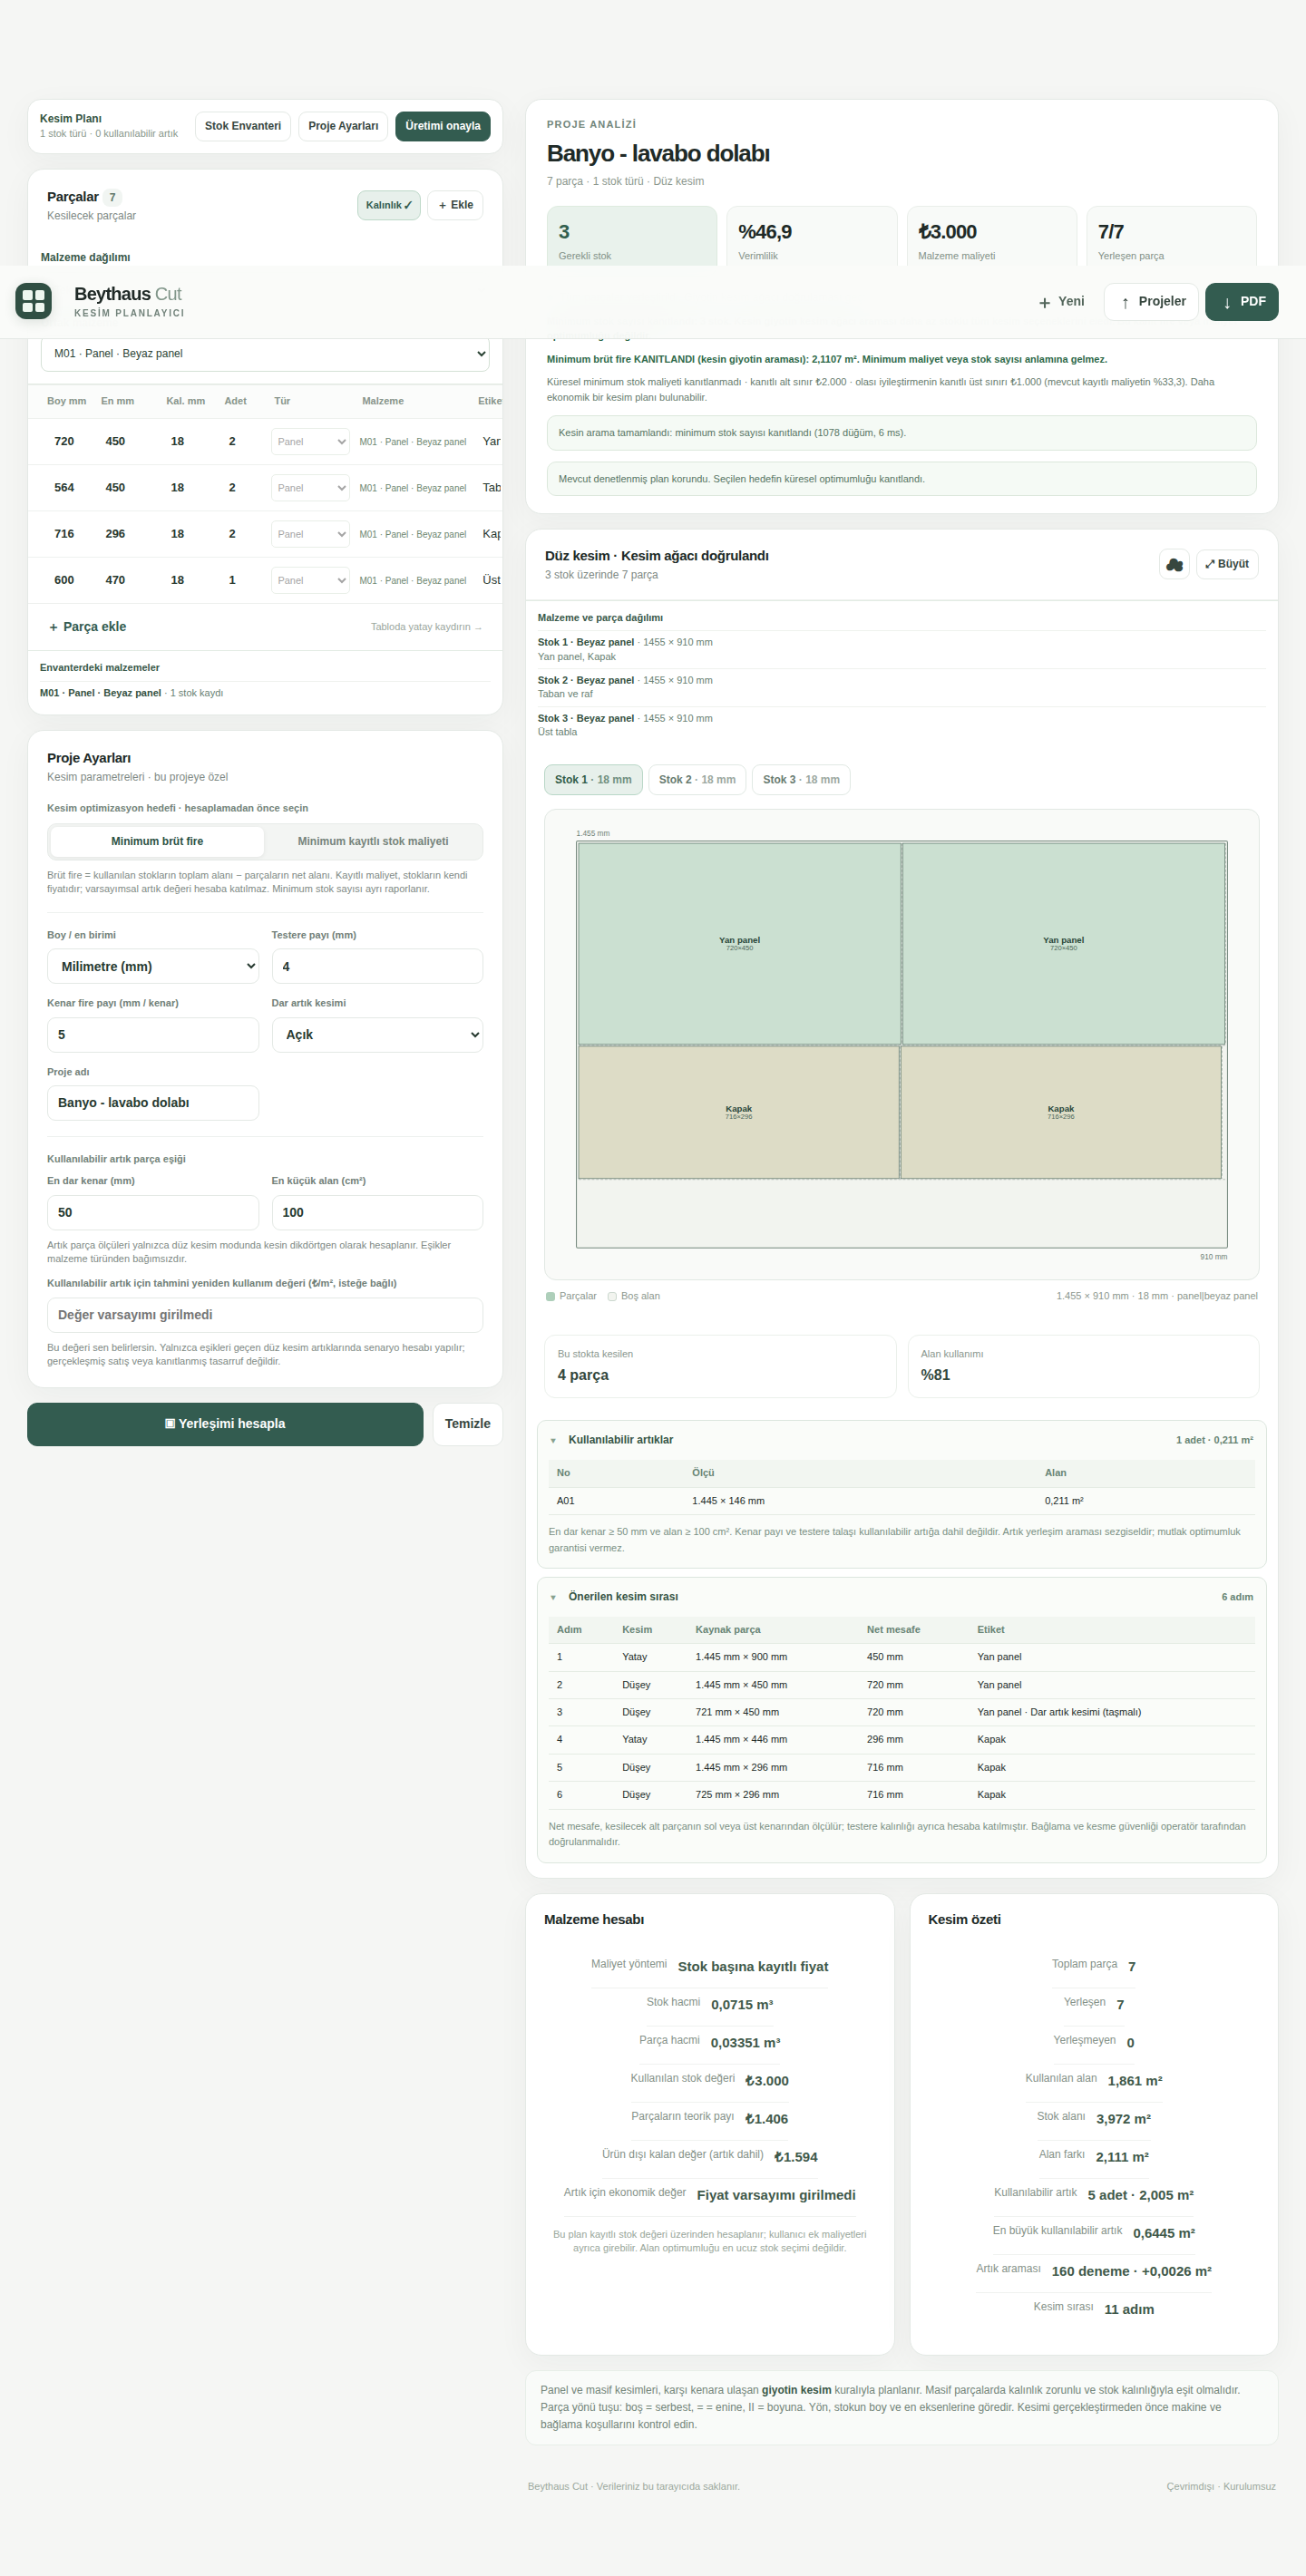 Kesim Planı
1 stok türü · 0 kullanılabilir artık
Stok Envanteri
Proje Ayarları
Üretimi onayla
Parçalar 7
Kesilecek parçalar
Kalınlık ✓
+ Ekle
Malzeme dağılımı
PROJE ANALİZİ
Banyo - lavabo dolabı
7 parça · 1 stok türü · Düz kesim
3
Gerekli stok
%46,9
Verimlilik
₺3.000
Malzeme maliyeti
7/7
Yerleşen parça
Beythaus Cut
KESİM PLANLAYICI
+ Yeni
↑ Projeler
↓ PDF
M01 · Panel · Beyaz panel
Boy mm En mm Kal. mm Adet Tür Malzeme
720 450 18 2 Panel M01 · Panel · Beyaz panel
564 450 18 2 Panel M01 · Panel · Beyaz panel
716 296 18 2 Panel M01 · Panel · Beyaz panel
600 470 18 1 Panel M01 · Panel · Beyaz panel Üst
+ Parça ekle
Tabloda yatay kaydırın →
Envanterdeki malzemeler
M01 · Panel · Beyaz panel · 1 stok kaydı
Minimum brüt fire KANITLANDI (kesin giyotin araması): 2,1107 m². Minimum maliyet veya stok sayısı anlamına gelmez.
Küresel minimum stok maliyeti kanıtlanmadı · kanıtlı alt sınır ₺2.000 · olası iyileştirmenin kanıtlı üst sınırı ₺1.000 (mevcut kayıtlı maliyetin %33,3). Daha
ekonomik bir kesim planı bulunabilir.
Kesin arama tamamlandı: minimum stok sayısı kanıtlandı (1078 düğüm, 6 ms).
Mevcut denetlenmiş plan korundu. Seçilen hedefin küresel optimumluğu kanıtlandı.
Proje Ayarları
Kesim parametreleri · bu projeye özel
Kesim optimizasyon hedefi · hesaplamadan önce seçin
Minimum brüt fire
Minimum kayıtlı stok maliyeti
Brüt fire = kullanılan stokların toplam alanı − parçaların net alanı. Kayıtlı maliyet, stokların kendi
fiyatıdır; varsayımsal artık değeri hesaba katılmaz. Minimum stok sayısı ayrı raporlanır.
Boy / en birimi
Testere payı (mm)
Milimetre (mm)
4
Kenar fire payı (mm / kenar)
Dar artık kesimi
5
Açık
Proje adı
Banyo - lavabo dolabı
Kullanılabilir artık parça eşiği
En dar kenar (mm)
En küçük alan (cm²)
50
100
Artık parça ölçüleri yalnızca düz kesim modunda kesin dikdörtgen olarak hesaplanır. Eşikler
malzeme türünden bağımsızdır.
Kullanılabilir artık için tahmini yeniden kullanım değeri (₺/m², isteğe bağlı)
Değer varsayımı girilmedi
Bu değeri sen belirlersin. Yalnızca eşikleri geçen düz kesim artıklarında senaryo hesabı yapılır;
gerçekleşmiş satış veya kanıtlanmış tasarruf değildir.
Yerleşimi hesapla
Temizle
Düz kesim · Kesim ağacı doğrulandı
3 stok üzerinde 7 parça
⤢ Büyüt
Malzeme ve parça dağılımı
Stok 1 · Beyaz panel · 1455 × 910 mm
Yan panel, Kapak
Stok 2 · Beyaz panel · 1455 × 910 mm
Taban ve raf
Stok 3 · Beyaz panel · 1455 × 910 mm
Üst tabla
Stok 1 · 18 mm
Stok 2 · 18 mm
Stok 3 · 18 mm
1.455 mm
Yan panel
720×450
Yan panel
720×450
Kapak
716×296
Kapak
716×296
910 mm
Parçalar
Boş alan
1.455 × 910 mm · 18 mm · panel|beyaz panel
Bu stokta kesilen
4 parça
Alan kullanımı
%81
▼ Kullanılabilir artıklar
1 adet · 0,211 m²
No Ölçü Alan
A01 1.445 × 146 mm 0,211 m²
En dar kenar ≥ 50 mm ve alan ≥ 100 cm². Kenar payı ve testere talaşı kullanılabilir artığa dahil değildir. Artık yerleşim araması sezgiseldir; mutlak optimumluk
garantisi vermez.
▼ Önerilen kesim sırası
6 adım
Adım Kesim Kaynak parça Net mesafe Etiket
1 Yatay 1.445 mm × 900 mm 450 mm Yan panel
2 Düşey 1.445 mm × 450 mm 720 mm Yan panel
3 Düşey 721 mm × 450 mm 720 mm Yan panel · Dar artık kesimi (taşmalı)
4 Yatay 1.445 mm × 446 mm 296 mm Kapak
5 Düşey 1.445 mm × 296 mm 716 mm Kapak
6 Düşey 725 mm × 296 mm 716 mm Kapak
Net mesafe, kesilecek alt parçanın sol veya üst kenarından ölçülür; testere kalınlığı ayrıca hesaba katılmıştır. Bağlama ve kesme güvenliği operatör tarafından
doğrulanmalıdır.
Malzeme hesabı
Maliyet yöntemi Stok başına kayıtlı fiyat
Stok hacmi 0,0715 m³
Parça hacmi 0,03351 m³
Kullanılan stok değeri ₺3.000
Parçaların teorik payı ₺1.406
Ürün dışı kalan değer (artık dahil) ₺1.594
Artık için ekonomik değer Fiyat varsayımı girilmedi
Bu plan kayıtlı stok değeri üzerinden hesaplanır; kullanıcı ek maliyetleri
ayrıca girebilir. Alan optimumluğu en ucuz stok seçimi değildir.
Kesim özeti
Toplam parça 7
Yerleşen 7
Yerleşmeyen 0
Kullanılan alan 1,861 m²
Stok alanı 3,972 m²
Alan farkı 2,111 m²
Kullanılabilir artık 5 adet · 2,005 m²
En büyük kullanılabilir artık 0,6445 m²
Artık araması 160 deneme · +0,0026 m²
Kesim sırası 11 adım
Panel ve masif kesimleri, karşı kenara ulaşan giyotin kesim kuralıyla planlanır. Masif parçalarda kalınlık zorunlu ve stok kalınlığıyla eşit olmalıdır.
Parça yönü tuşu: boş = serbest, = = enine, II = boyuna. Yön, stokun boy ve en eksenlerine göredir. Kesimi gerçekleştirmeden önce makine ve
bağlama koşullarını kontrol edin.
Beythaus Cut · Verileriniz bu tarayıcıda saklanır.
Çevrimdışı · Kurulumsuz